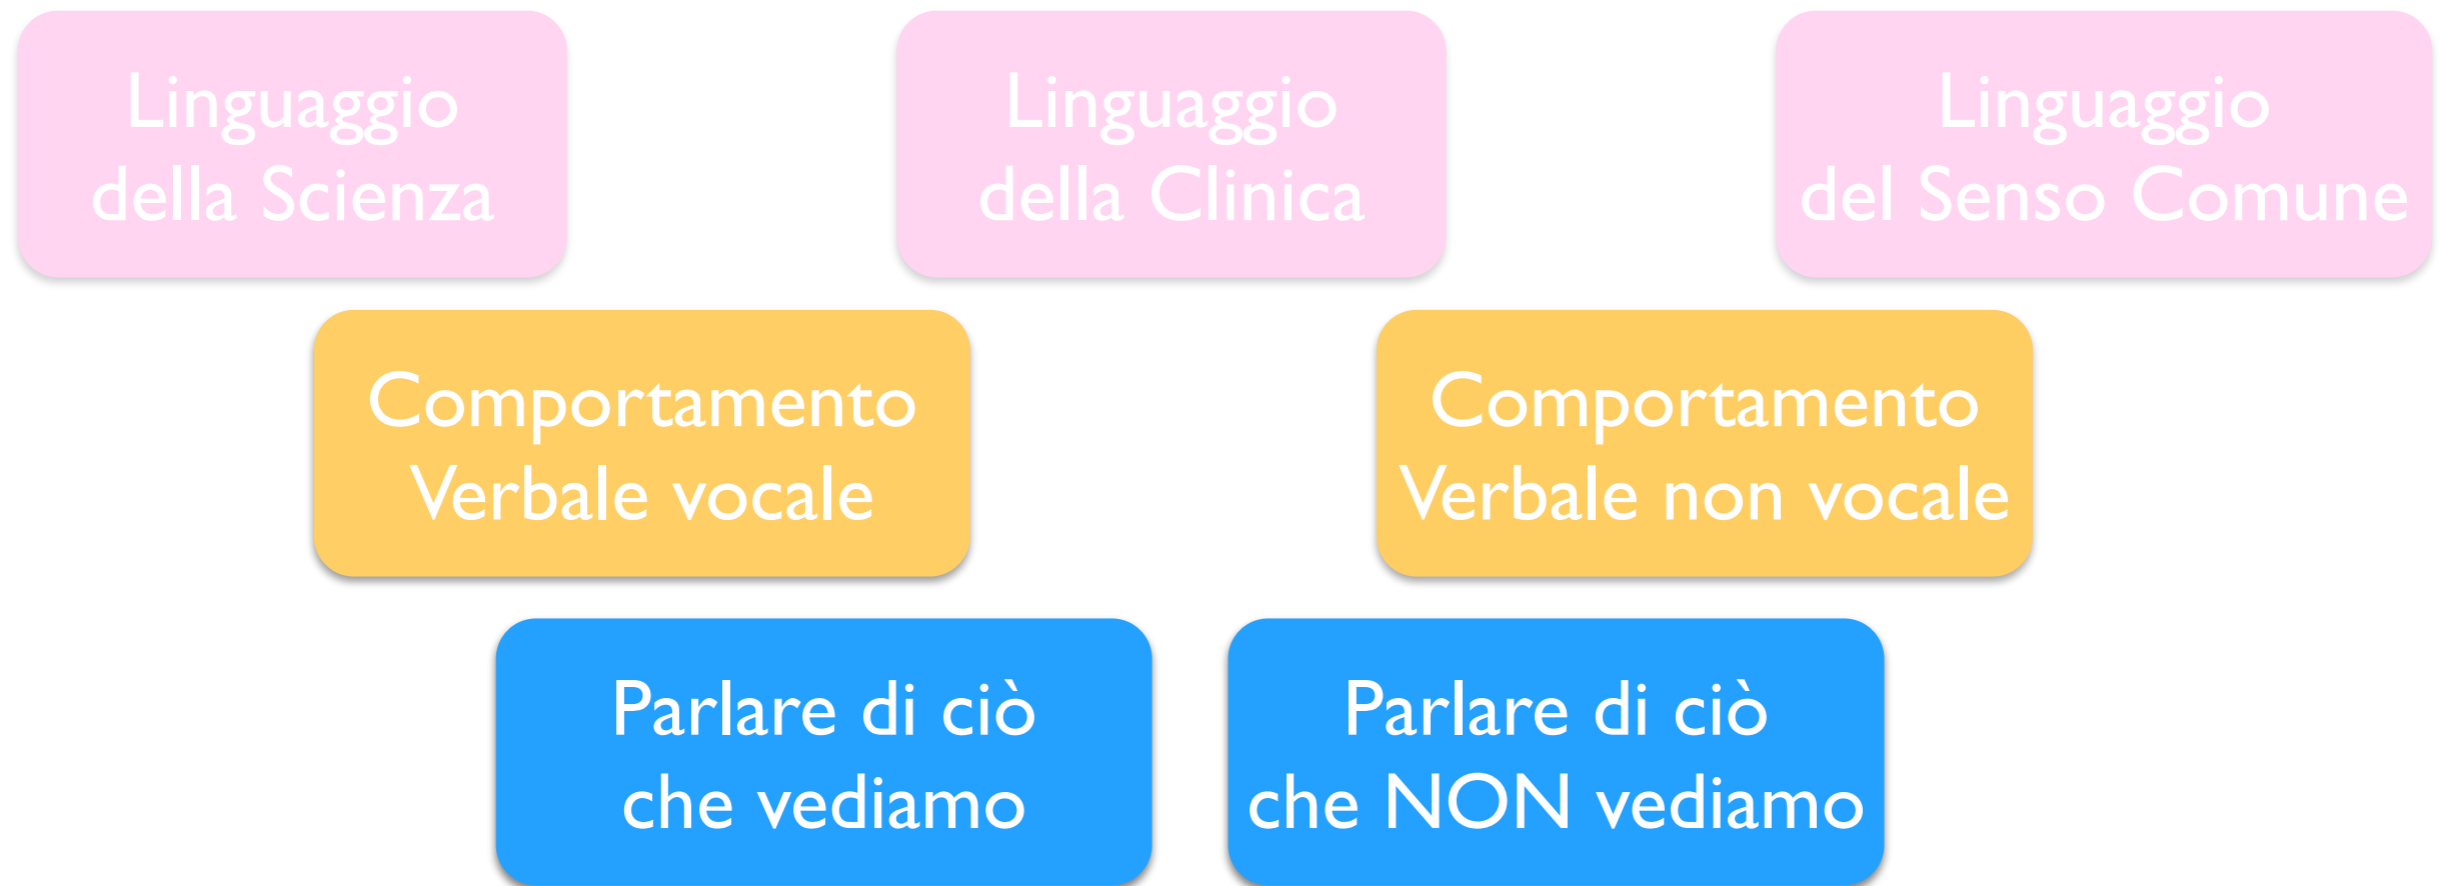 Linguaggio
della Scienza
Linguaggio
della Clinica
Linguaggio
del Senso Comune
Comportamento
Verbale vocale
Comportamento
Verbale non vocale
Parlare di ciò
che vediamo
Parlare di ciò
che NON vediamo